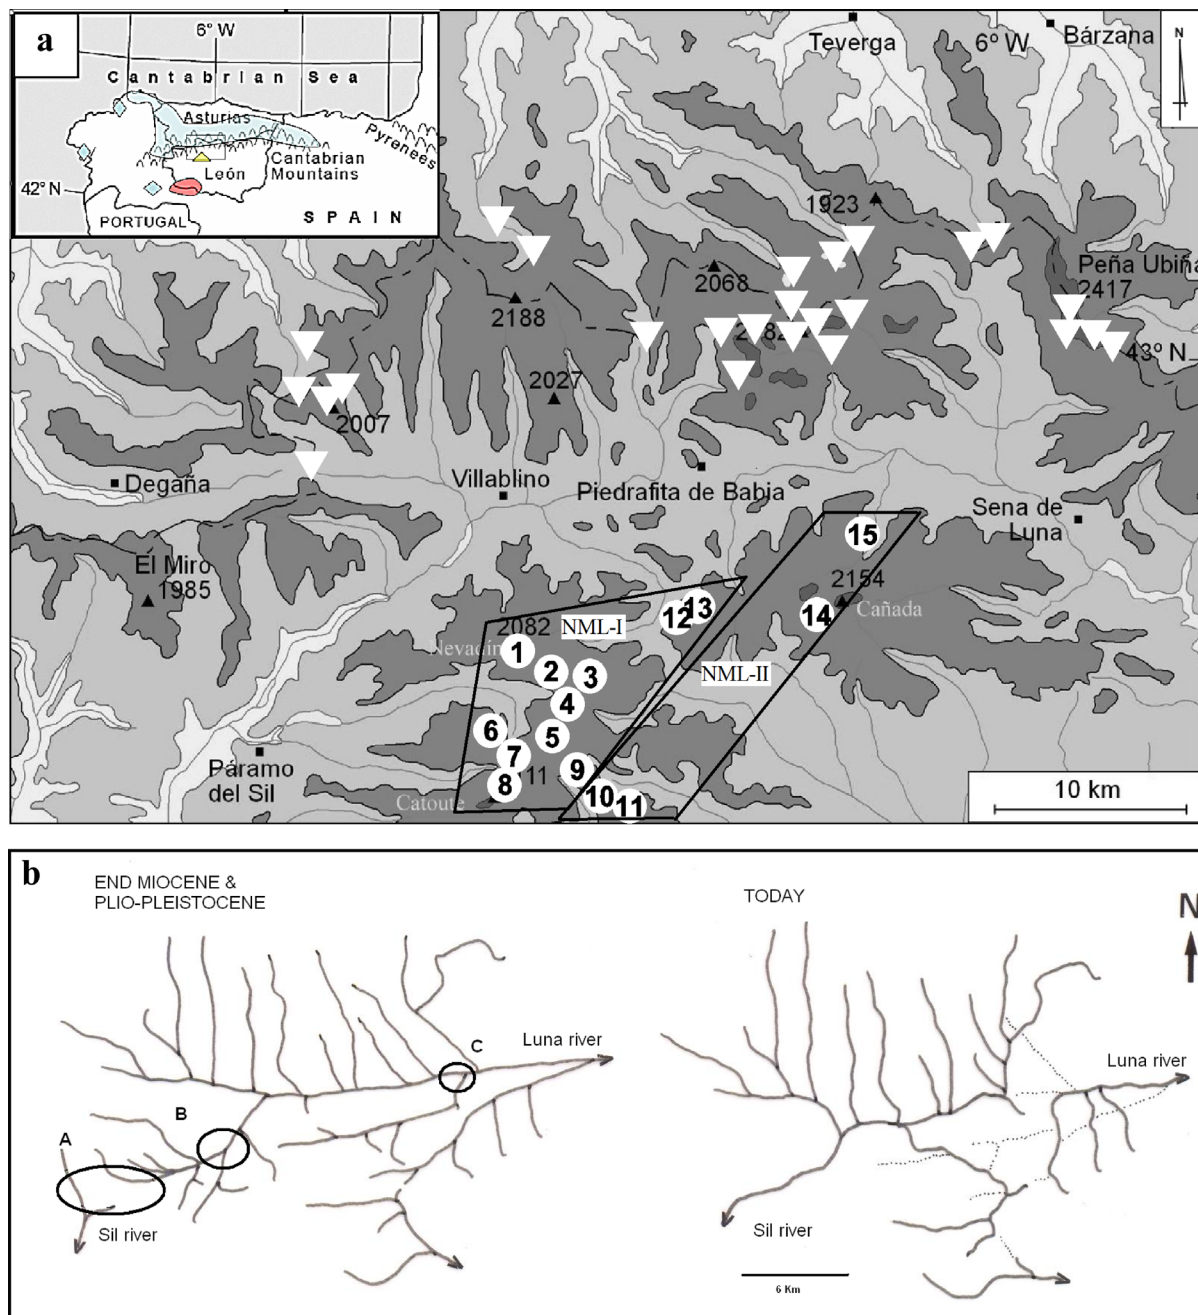 a
6° W
Cantabrian Sea
Asturias
Pyrenees
Cantabrian
Mountains
León
42° N
PORTUGAL
SPAIN
Teverga
6° W
Bárzana
N
1923
Peña Ubiña
2417
2068
2188
43° N
2027
2007
Degaña
Villablino
Piedrafita de Babia
Sena de
Luna
El Miro
1985
15
2154
14
Cañada
2082
NML-I
12
13
1
2
3
NML-II
4
6
5
7
9
8
11
10
11
Páramo
del Sil
Catoute
10 km
b
END MIOCENE &
PLIO-PLEISTOCENE
TODAY
N
C
Luna river
B
A
Sil river
Luna river
Sil river
6 Km